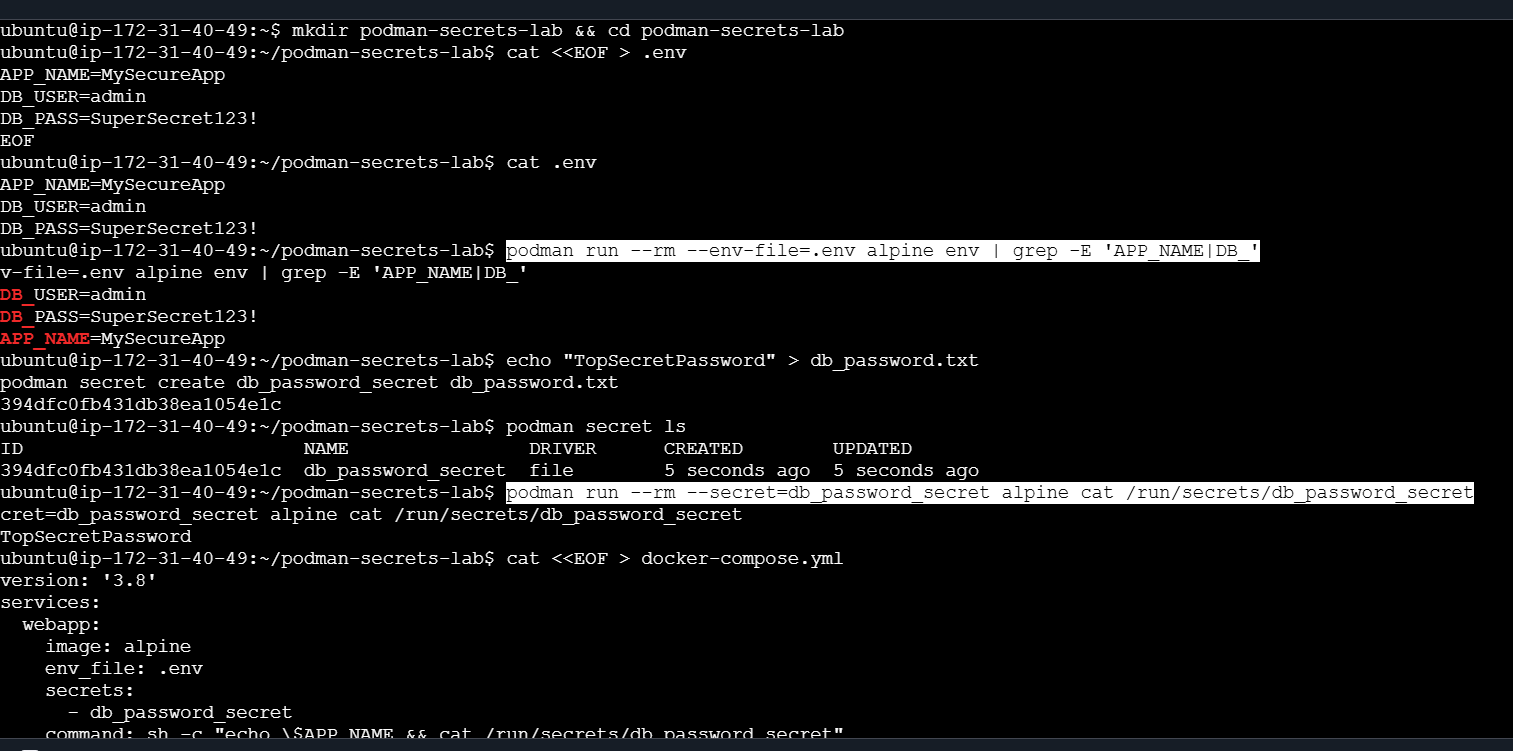 ubuntu@ip-172-31-40-49:~$ mkdir podman-secrets-lab && cd podman-secrets-lab
ubuntu@ip-172-31-40-49:~/podman-secrets-lab$ cat <<EOF > .env
APP_NAME=MySecureApp
DB_USER=admin
DB_PASS=SuperSecret123!
EOF
ubuntu@ip-172-31-40-49:~/podman-secrets-lab$ cat .env
APP_NAME=MySecureApp
DB_USER=admin
DB_PASS=SuperSecret123!
ubuntu@ip-172-31-40-49:~/podman-secrets-lab$ podman run --rm --env-file=.env alpine env | grep -E 'APP_NAME|DB_'
v-file=.env alpine env | grep -E 'APP_NAME|DB_'
DB_USER=admin
DB_PASS=SuperSecret123!
APP_NAME=MySecureApp
ubuntu@ip-172-31-40-49:~/podman-secrets-lab$ echo "TopSecretPassword" > db_password.txt
podman secret create db_password_secret db_password.txt
394dfc0fb431db38ea1054e1c
ubuntu@ip-172-31-40-49:~/podman-secrets-lab$ podman secret ls
ID NAME DRIVER CREATED UPDATED
394dfc0fb431db38ea1054e1c db_password_secret file 5 seconds ago 5 seconds ago
ubuntu@ip-172-31-40-49:~/podman-secrets-lab$ podman run --rm --secret=db_password_secret alpine cat /run/secrets/db_password_secret
cret=db_password_secret alpine cat /run/secrets/db_password_secret
TopSecretPassword
ubuntu@ip-172-31-40-49:~/podman-secrets-lab$ cat <<EOF > docker-compose.yml
version: '3.8'
services:
  webapp:
    image: alpine
    env_file: .env
    secrets:
      - db_password_secret
    command: sh -c "echo \$APP_NAME && cat /run/secrets/db_password_secret"